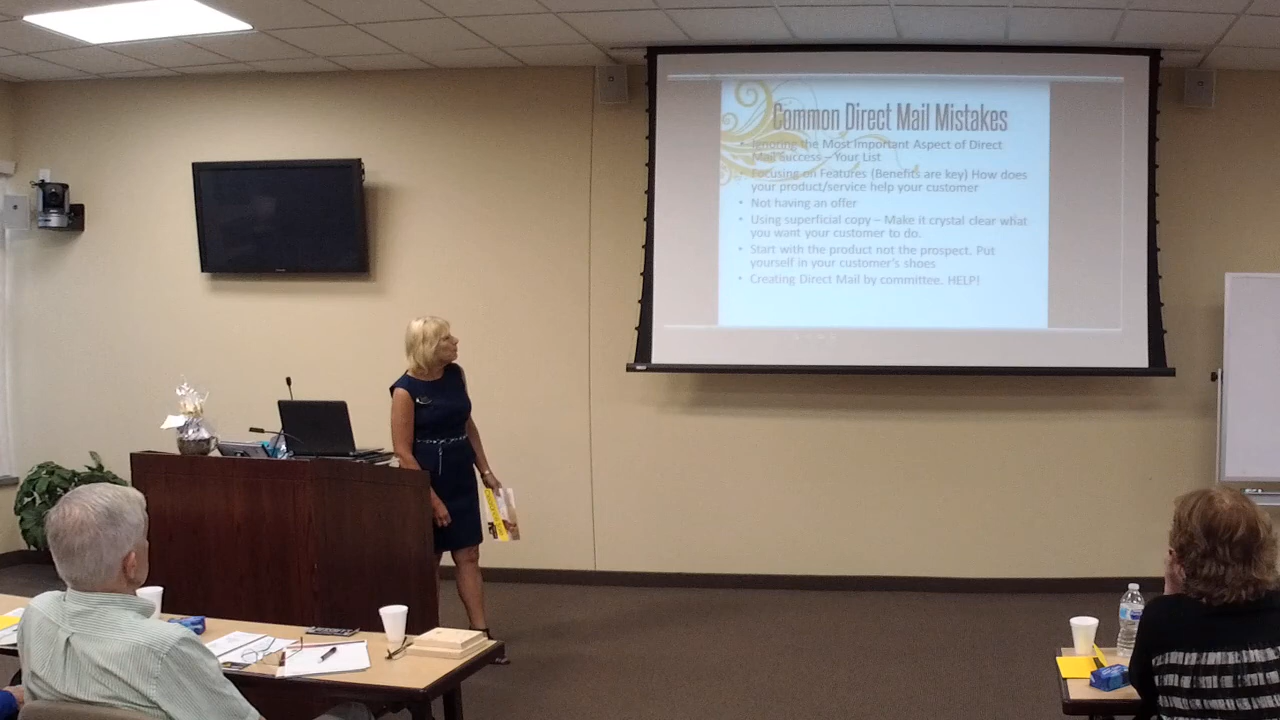 Common Direct Mail Mistakes
• Ignoring the Most Important Aspect of Direct
Mail Success – Your List
• Focusing on Features (Benefits are key) How does
your product/service help your customer
• Not having an offer
• Using superficial copy – Make it crystal clear what
you want your customer to do.
• Start with the product not the prospect. Put
yourself in your customer's shoes
• Creating Direct Mail by committee. HELP!